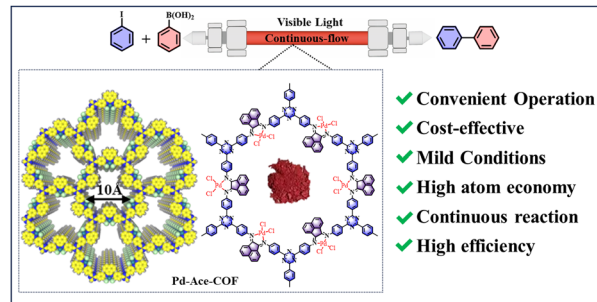 I
B(OH)2
+
Visible Light
Continuous-flow
10Å
Pd-Ace-COF
Convenient Operation
Cost-effective
Mild Conditions
High atom economy
Continuous reaction
High efficiency